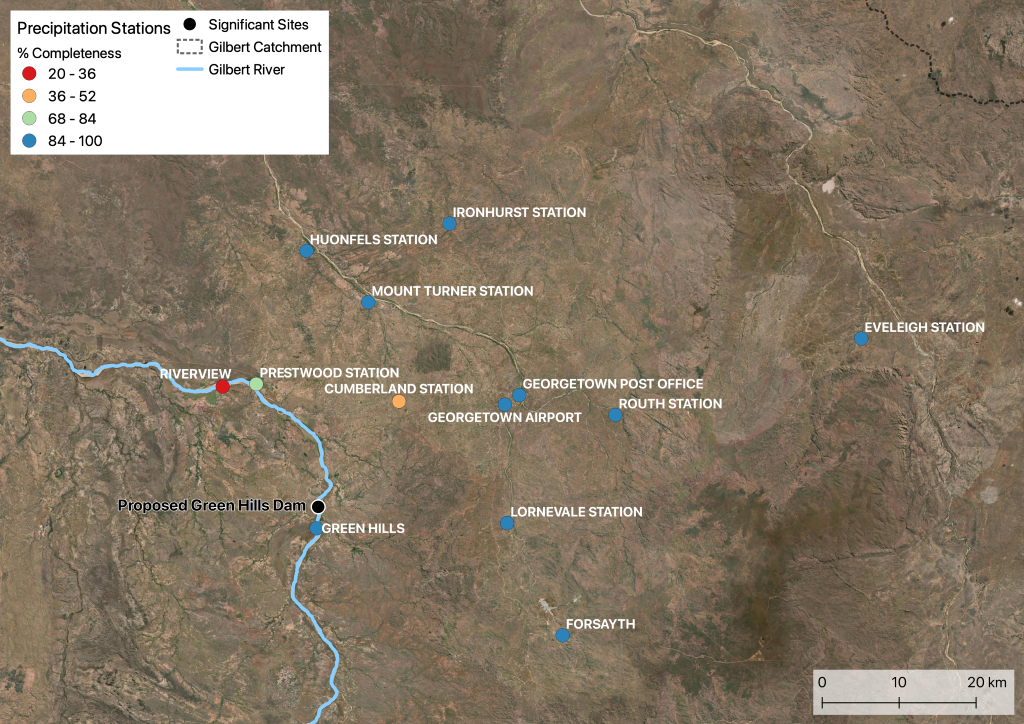 Precipitation Stations
% Completeness
20 - 36
36 - 52
68 - 84
84 - 100
Significant Sites
Gilbert Catchment
Gilbert River
IRONHURST STATION
HUONFELS STATION
MOUNT TURNER STATION
EVELEIGH STATION
RIVERVIEW
PRESTWOOD STATION
CUMBERLAND STATION
GEORGETOWN POST OFFICE
ROUTH STATION
GEORGETOWN AIRPORT
Proposed Green Hills Dam
LORNEVALE STATION
GREEN HILLS
FORSAYTH
0 10 20 km